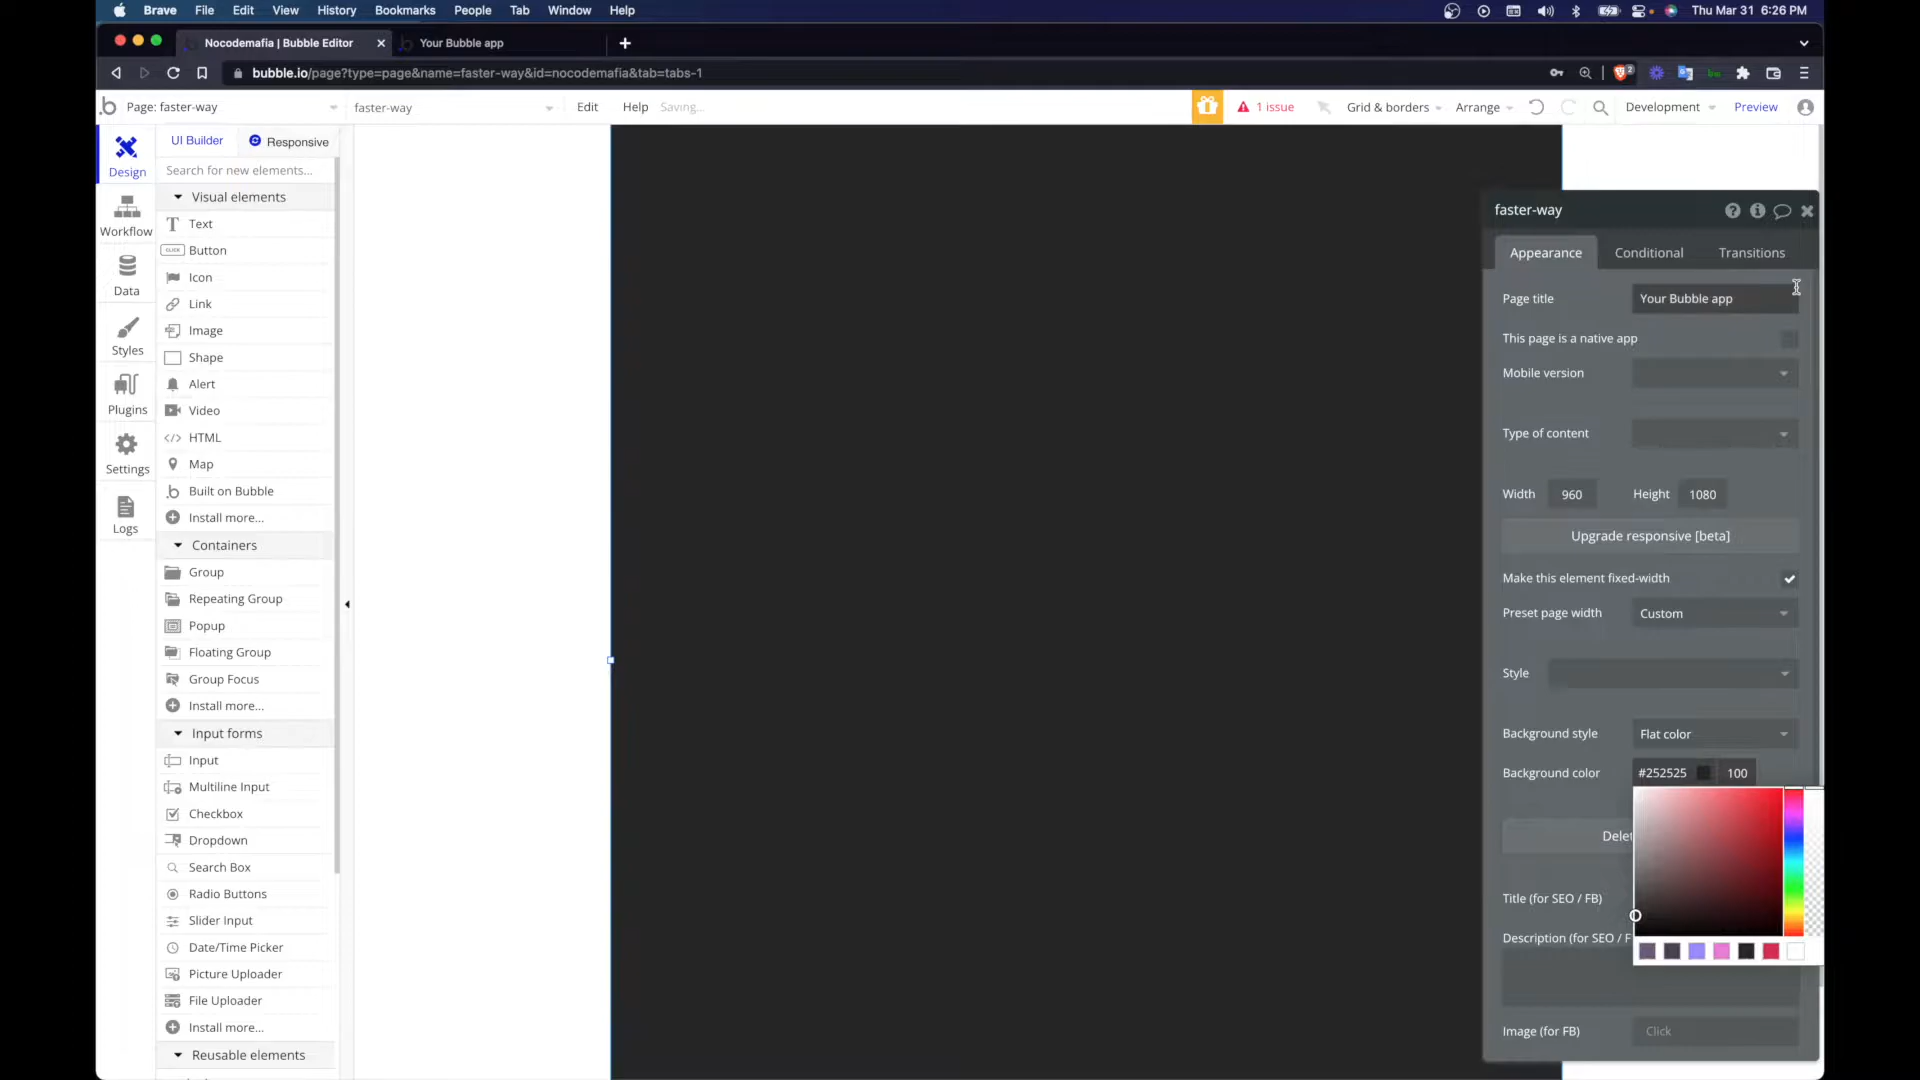 Brave File Edit View History Bookmarks People Tab Window Help Thu Mar 31 6:26 PM
Nocodemafia | Bubble Editor Your Bubble app
bubble.io/page?type=page&name=faster-way&id=nocodemafia&tab=tabs-1 2
Page: faster-way faster-way Edit Help Saving... 1 issue Grid & borders Arrange Development Preview
Design
Workflow
Data
Styles
Plugins
Settings
Logs
UI Builder Responsive
Search for new elements...
Visual elements
Text
CLICK Button
Icon
Link
Image
Shape
Alert
Video
HTML
Map
Built on Bubble
Install more...
Containers
Group
Repeating Group
Popup
Floating Group
Group Focus
Install more...
Input forms
Input
Multiline Input
Checkbox
Dropdown
Search Box
Radio Buttons
Slider Input
Date/Time Picker
Picture Uploader
File Uploader
Install more...
Reusable elements
faster-way
Appearance Conditional Transitions
Page title Your Bubble app
This page is a native app
Mobile version
Type of content
Width 960 Height 1080
Upgrade responsive [beta]
Make this element fixed-width
Preset page width Custom
Style
Background style Flat color
Background color #252525 100
Delet
Title (for SEO / FB)
Description (for SEO / F
Image (for FB) Click